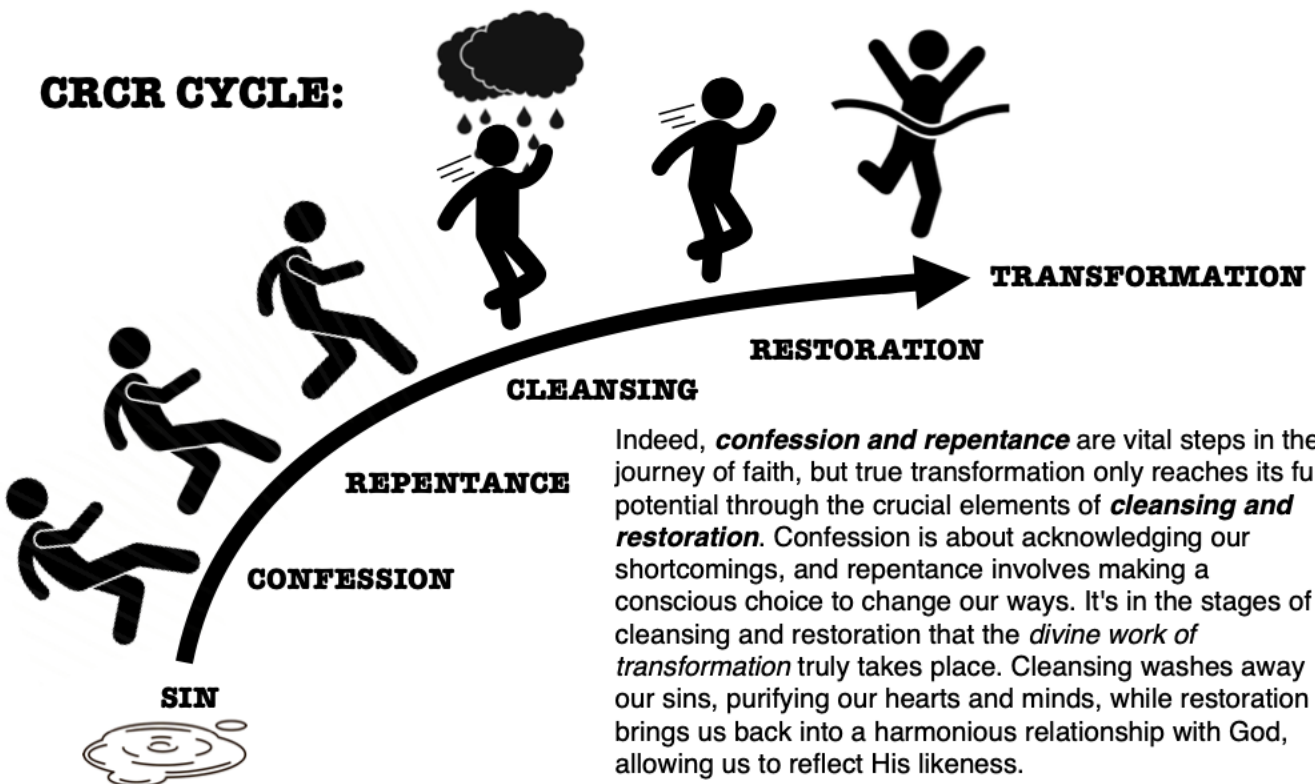 CRCR CYCLE:
TRANSFORMATION
RESTORATION
CLEANSING
REPENTANCE
CONFESSION
SIN
Indeed, confession and repentance are vital steps in the
journey of faith, but true transformation only reaches its fu
potential through the crucial elements of cleansing and
restoration. Confession is about acknowledging our
shortcomings, and repentance involves making a
conscious choice to change our ways. It's in the stages of
cleansing and restoration that the divine work of
transformation truly takes place. Cleansing washes away
our sins, purifying our hearts and minds, while restoration
brings us back into a harmonious relationship with God,
allowing us to reflect His likeness.